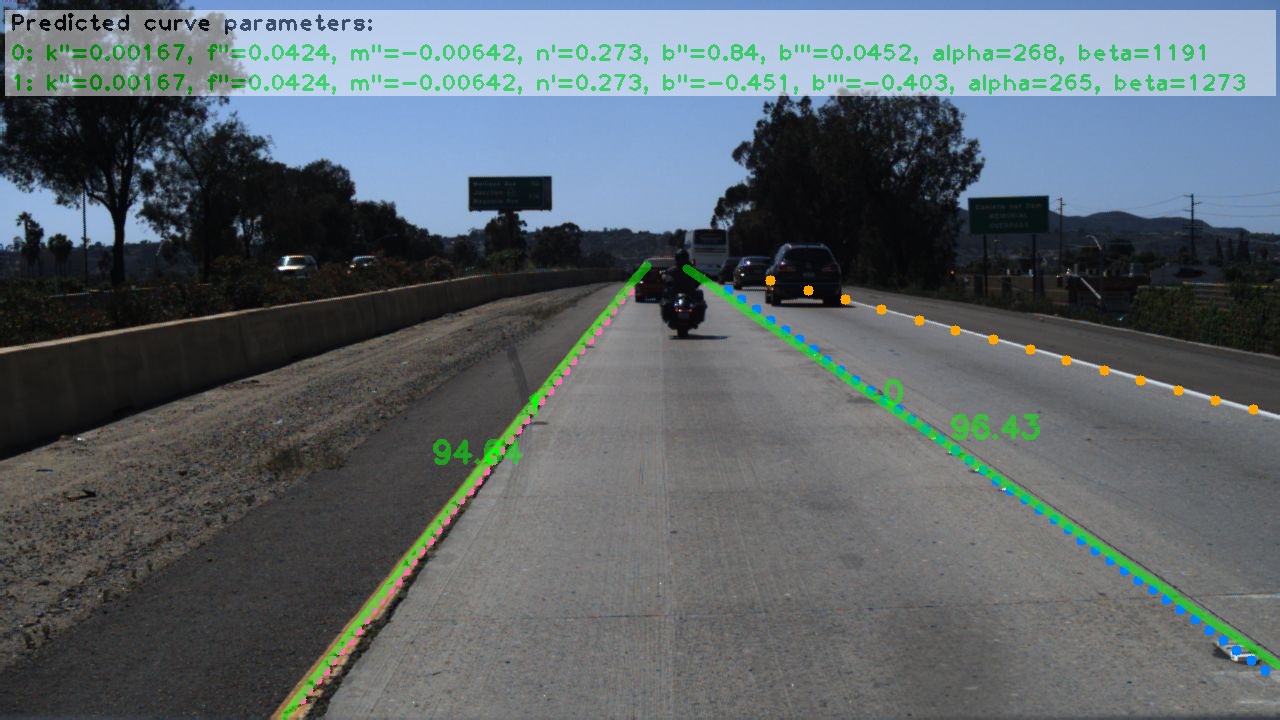 Predicted curve parameters:
0: k''=0.00167, f''=0.0424, m''=-0.00642, n'=0.273, b''=0.84, b'''=0.0452, alpha=268, beta=1191
1: k''=0.00167, f''=0.0424, m''=-0.00642, n'=0.273, b''=-0.451, b'''=-0.403, alpha=265, beta=1273
MEMORIAL
OVERPASS
0
96.43